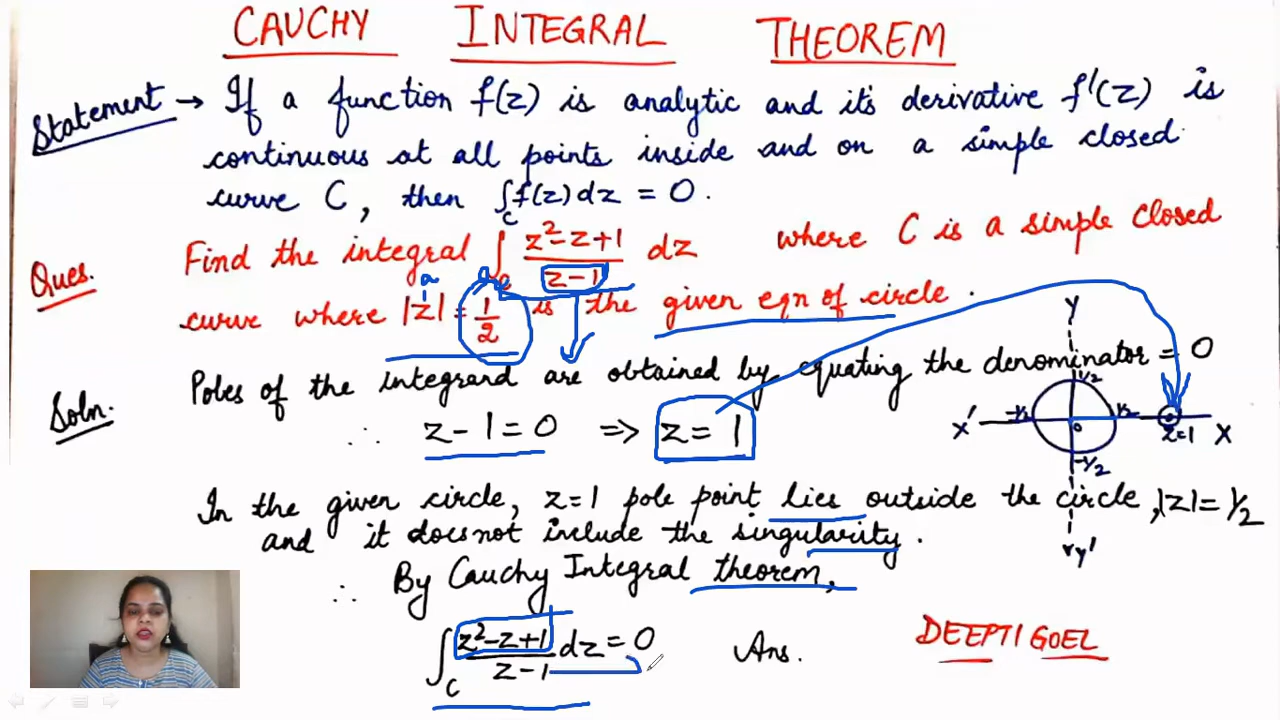 CAUCHY INTEGRAL THEOREM
Statement → If a function f(z) is analytic and it's derivative f'(z) is
continuous at all points inside and on a simple closed
curve C, then ∫_C f(z) dz = 0.
Ques. Find the integral ∫_C (z²-z+1)/(z-1) dz where C is a simple closed
curve where |z| = 1/2 is the given eqn of circle.
Soln. Poles of the integrand are obtained by equating the denominator = 0
∴ z-1=0 ⇒ z= 1
Y
1/2
-1/2 1/2
X' 0 z=1 X
-1/2
y'
In the given circle, z=1 pole point lies outside the circle, |z|= 1/2
and it does not include the singularity.
∴ By Cauchy Integral theorem,
∫_C (z²-z+1)/(z-1) dz = 0 Ans.
DEEPTI GOEL